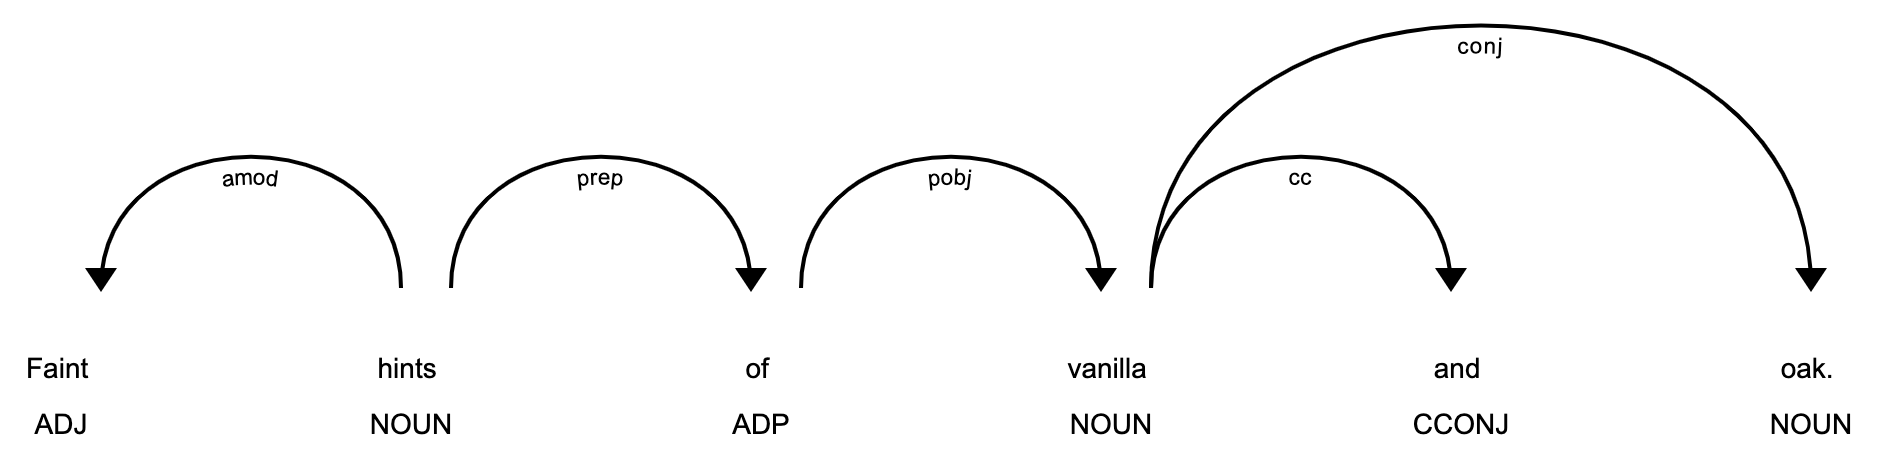 conj
amod prep pobj cc
Faint hints of vanilla and oak.
ADJ NOUN ADP NOUN CCONJ NOUN